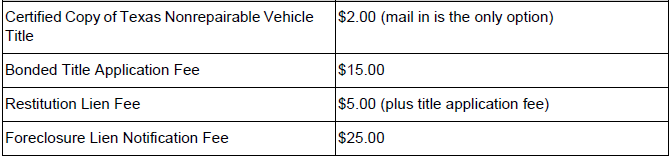 Certified Copy of Texas Nonrepairable Vehicle $2.00 (mail in is the only option)
Title
Bonded Title Application Fee $15.00
Restitution Lien Fee $5.00 (plus title application fee)
Foreclosure Lien Notification Fee $25.00